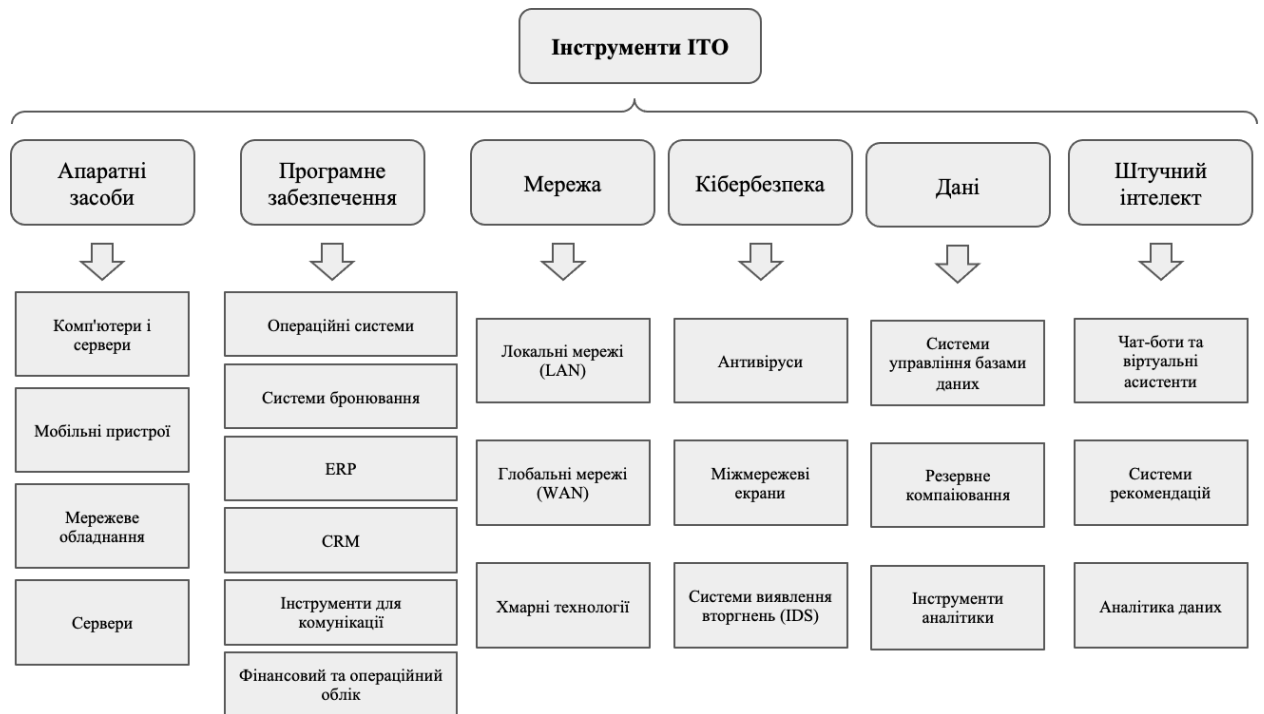 Інструменти ІТО
Апаратні
засоби
Програмне
забезпечення
Мережа
Кібербезпека
Дані
Штучний
інтелект
Комп'ютери і
сервери
Мобільні пристрої
Мережеве
обладнання
Сервери
Операційні системи
Системи бронювання
ERP
CRM
Інструменти для
комунікації
Фінансовий та операційний
облік
Локальні мережі
(LAN)
Глобальні мережі
(WAN)
Хмарні технології
Антивіруси
Міжмережеві
екрани
Системи виявлення
вторгнень (IDS)
Системи
управління базами
даних
Резервне
компаіювання
Інструменти
аналітики
Чат-боти та
віртуальні
асистенти
Системи
рекомендацій
Аналітика даних